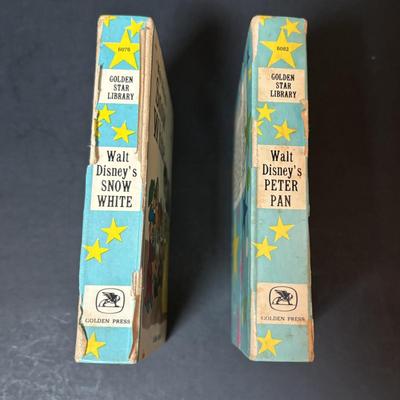 6076
GOLDEN
STAR
LIBRARY
Walt
Disney's
SNOW
WHITE
GOLDEN PRESS
6082
GOLDEN
STAR
LIBRARY
Walt
Disney's
PETER
PAN
GOLDEN PRESS